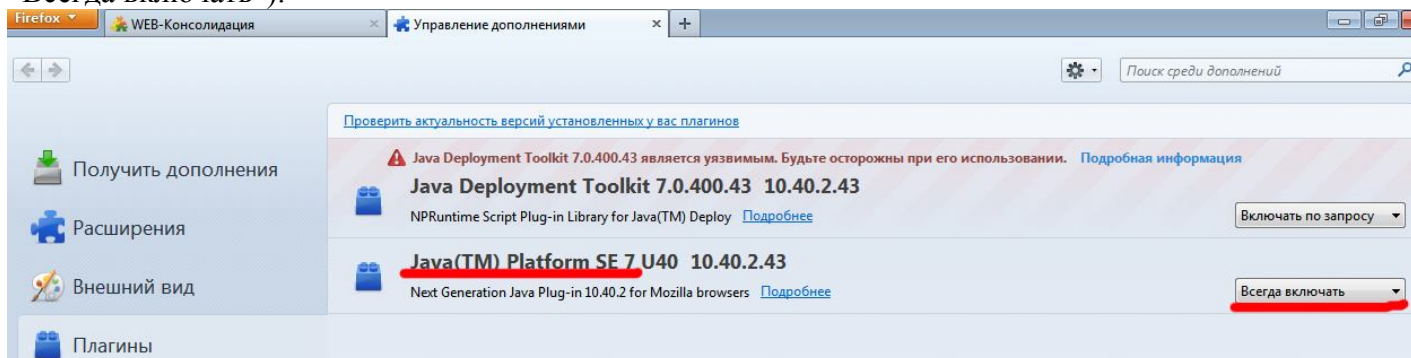 "Всегда включать").
Firefox
WEB-Консолидация
Управление дополнениями
Поиск среди дополнений
Проверить актуальность версий установленных у вас плагинов
Получить дополнения
Java Deployment Toolkit 7.0.400.43 является уязвимым. Будьте осторожны при его использовании. Подробная информация
Java Deployment Toolkit 7.0.400.43 10.40.2.43
NPRuntime Script Plug-in Library for Java(TM) Deploy Подробнее
Включать по запросу
Расширения
Java(TM) Platform SE 7 U40 10.40.2.43
Next Generation Java Plug-in 10.40.2 for Mozilla browsers Подробнее
Всегда включать
Внешний вид
Плагины